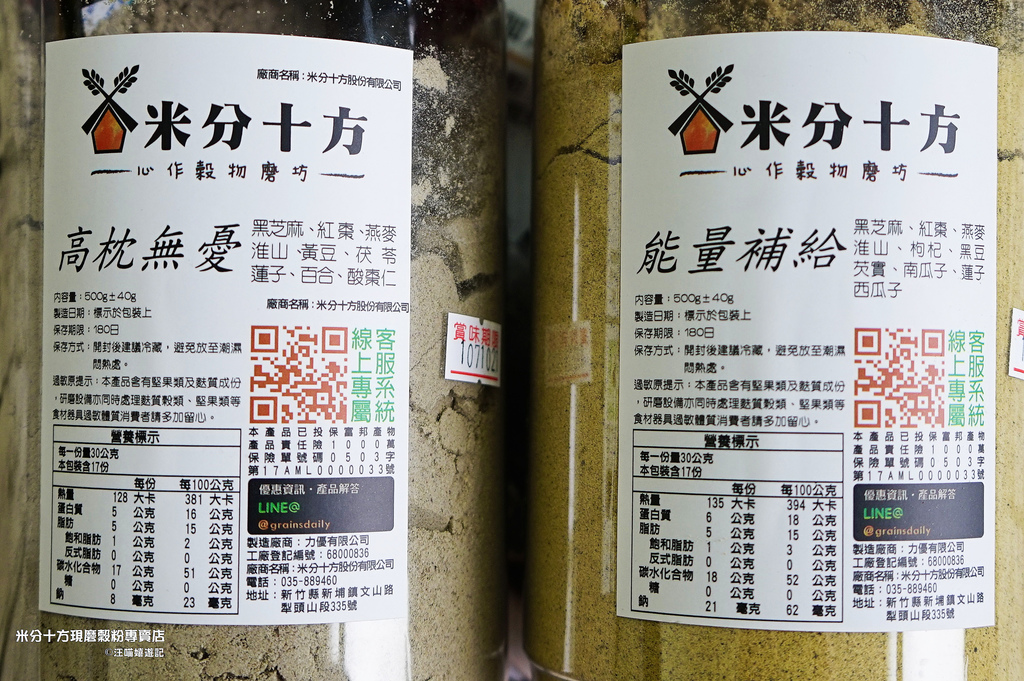 廠商名稱：米分十方股份有限公司
米分十方
心作穀物磨坊
高枕無憂
黑芝麻、紅棗、燕麥
淮山、黃豆、茯苓
蓮子、百合、酸棗仁
廠商名稱：米分十方股份有限公司
內容量：500g±40g
製造日期：標示於包裝上
保存期限：180日
保存方式：開封後建議冷藏，避免放至潮濕
悶熱處。
過敏原提示：本產品含有堅果類及麩質成份
，研磨設備亦同時處理麩質穀類、堅果類等
食材器具過敏體質消費者請多加留心。
線上專屬
客服系統
本產品已投保富邦產物
產品責任險1000萬
保險單號碼0503字
第17AML0000033號
營養標示
每一份量30公克
本包裝含17份
每份 每100公克
熱量 128 大卡 381 大卡
蛋白質 5 公克 16 公克
脂肪 5 公克 15 公克
飽和脂肪 1 公克 2 公克
反式脂肪 0 公克 0 公克
碳水化合物 17 公克 51 公克
糖 0 公克 0 公克
鈉 8 毫克 23 毫克
優惠資訊・產品解答
LINE@
@grainsdaily
製造廠商：力優有限公司
工廠登記編號：68000836
廠商名稱：米分十方股份有限公司
電話：035-889460
地址：新竹縣新埔鎮文山路
犁頭山段335號
賞味期限
米分十方
心作穀物磨坊
能量補給
黑芝麻、紅棗、燕麥
淮山、枸杞、黑豆
芡實、南瓜子、蓮子
西瓜子
內容量：500g±40g
製造日期：標示於包裝上
保存期限：180日
保存方式：開封後建議冷藏，避免放至潮濕
悶熱處。
過敏原提示：本產品含有堅果類及麩質成份
，研磨設備亦同時處理麩質穀類、堅果類等
食材器具過敏體質消費者請多加留心。
線上專屬
客服系統
本產品已投保富邦產物
產品責任險1000萬
保險單號碼0503字
第17AML0000033號
營養標示
每一份量30公克
本包裝含17份
每份 每100公克
熱量 135 大卡 394 大卡
蛋白質 6 公克 18 公克
脂肪 5 公克 15 公克
飽和脂肪 1 公克 3 公克
反式脂肪 0 公克 0 公克
碳水化合物 18 公克 52 公克
糖 0 公克 0 公克
鈉 21 毫克 62 毫克
優惠資訊・產品解答
LINE@
@grainsdaily
製造廠商：力優有限公司
工廠登記編號：68000836
廠商名稱：米分十方股份有限公司
電話：035-889460
地址：新竹縣新埔鎮文山路
犁頭山段335號
米分十方現磨穀粉專賣店
©汪喵嬉遊記